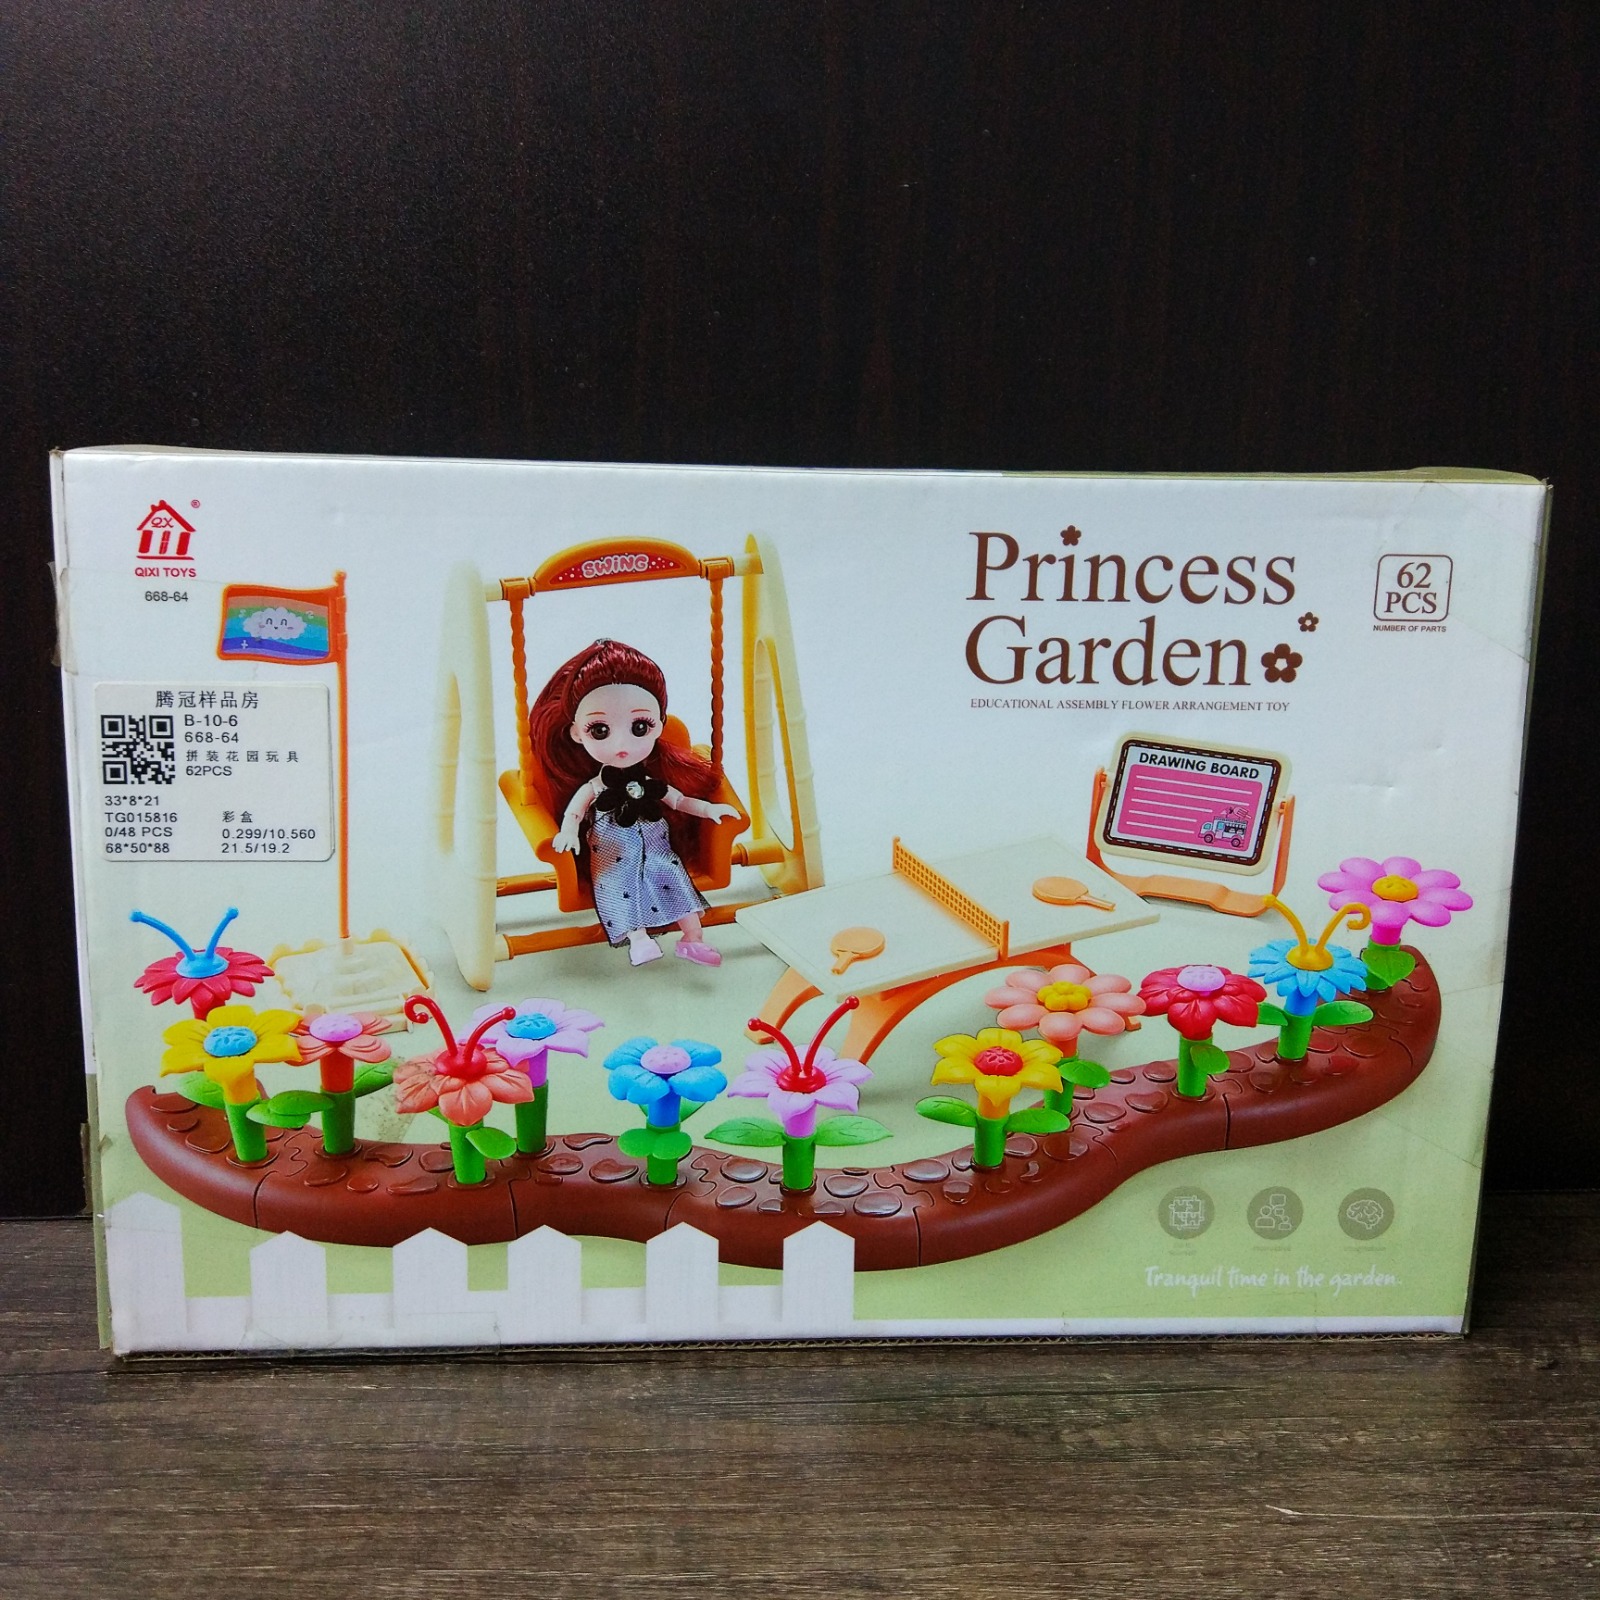 QX
®
QIXI TOYS
668-64
SWING
Princess
Garden
EDUCATIONAL ASSEMBLY FLOWER ARRANGEMENT TOY
62
PCS
NUMBER OF PARTS
腾冠样品房
B-10-6
668-64
拼装花园玩具
62PCS
33*8*21
TG015816 彩盒
0/48 PCS 0.299/10.560
68*50*88 21.5/19.2
DRAWING BOARD
Tranquil time in the garden..